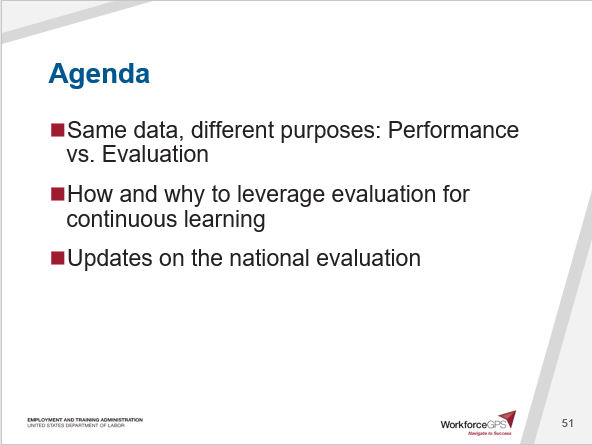 Agenda
Same data, different purposes: Performance
vs. Evaluation
How and why to leverage evaluation for
continuous learning
Updates on the national evaluation
EMPLOYMENT AND TRAINING ADMINISTRATION
UNITED STATES DEPARTMENT OF LABOR
WorkforceGPS
Navigate to Success
51